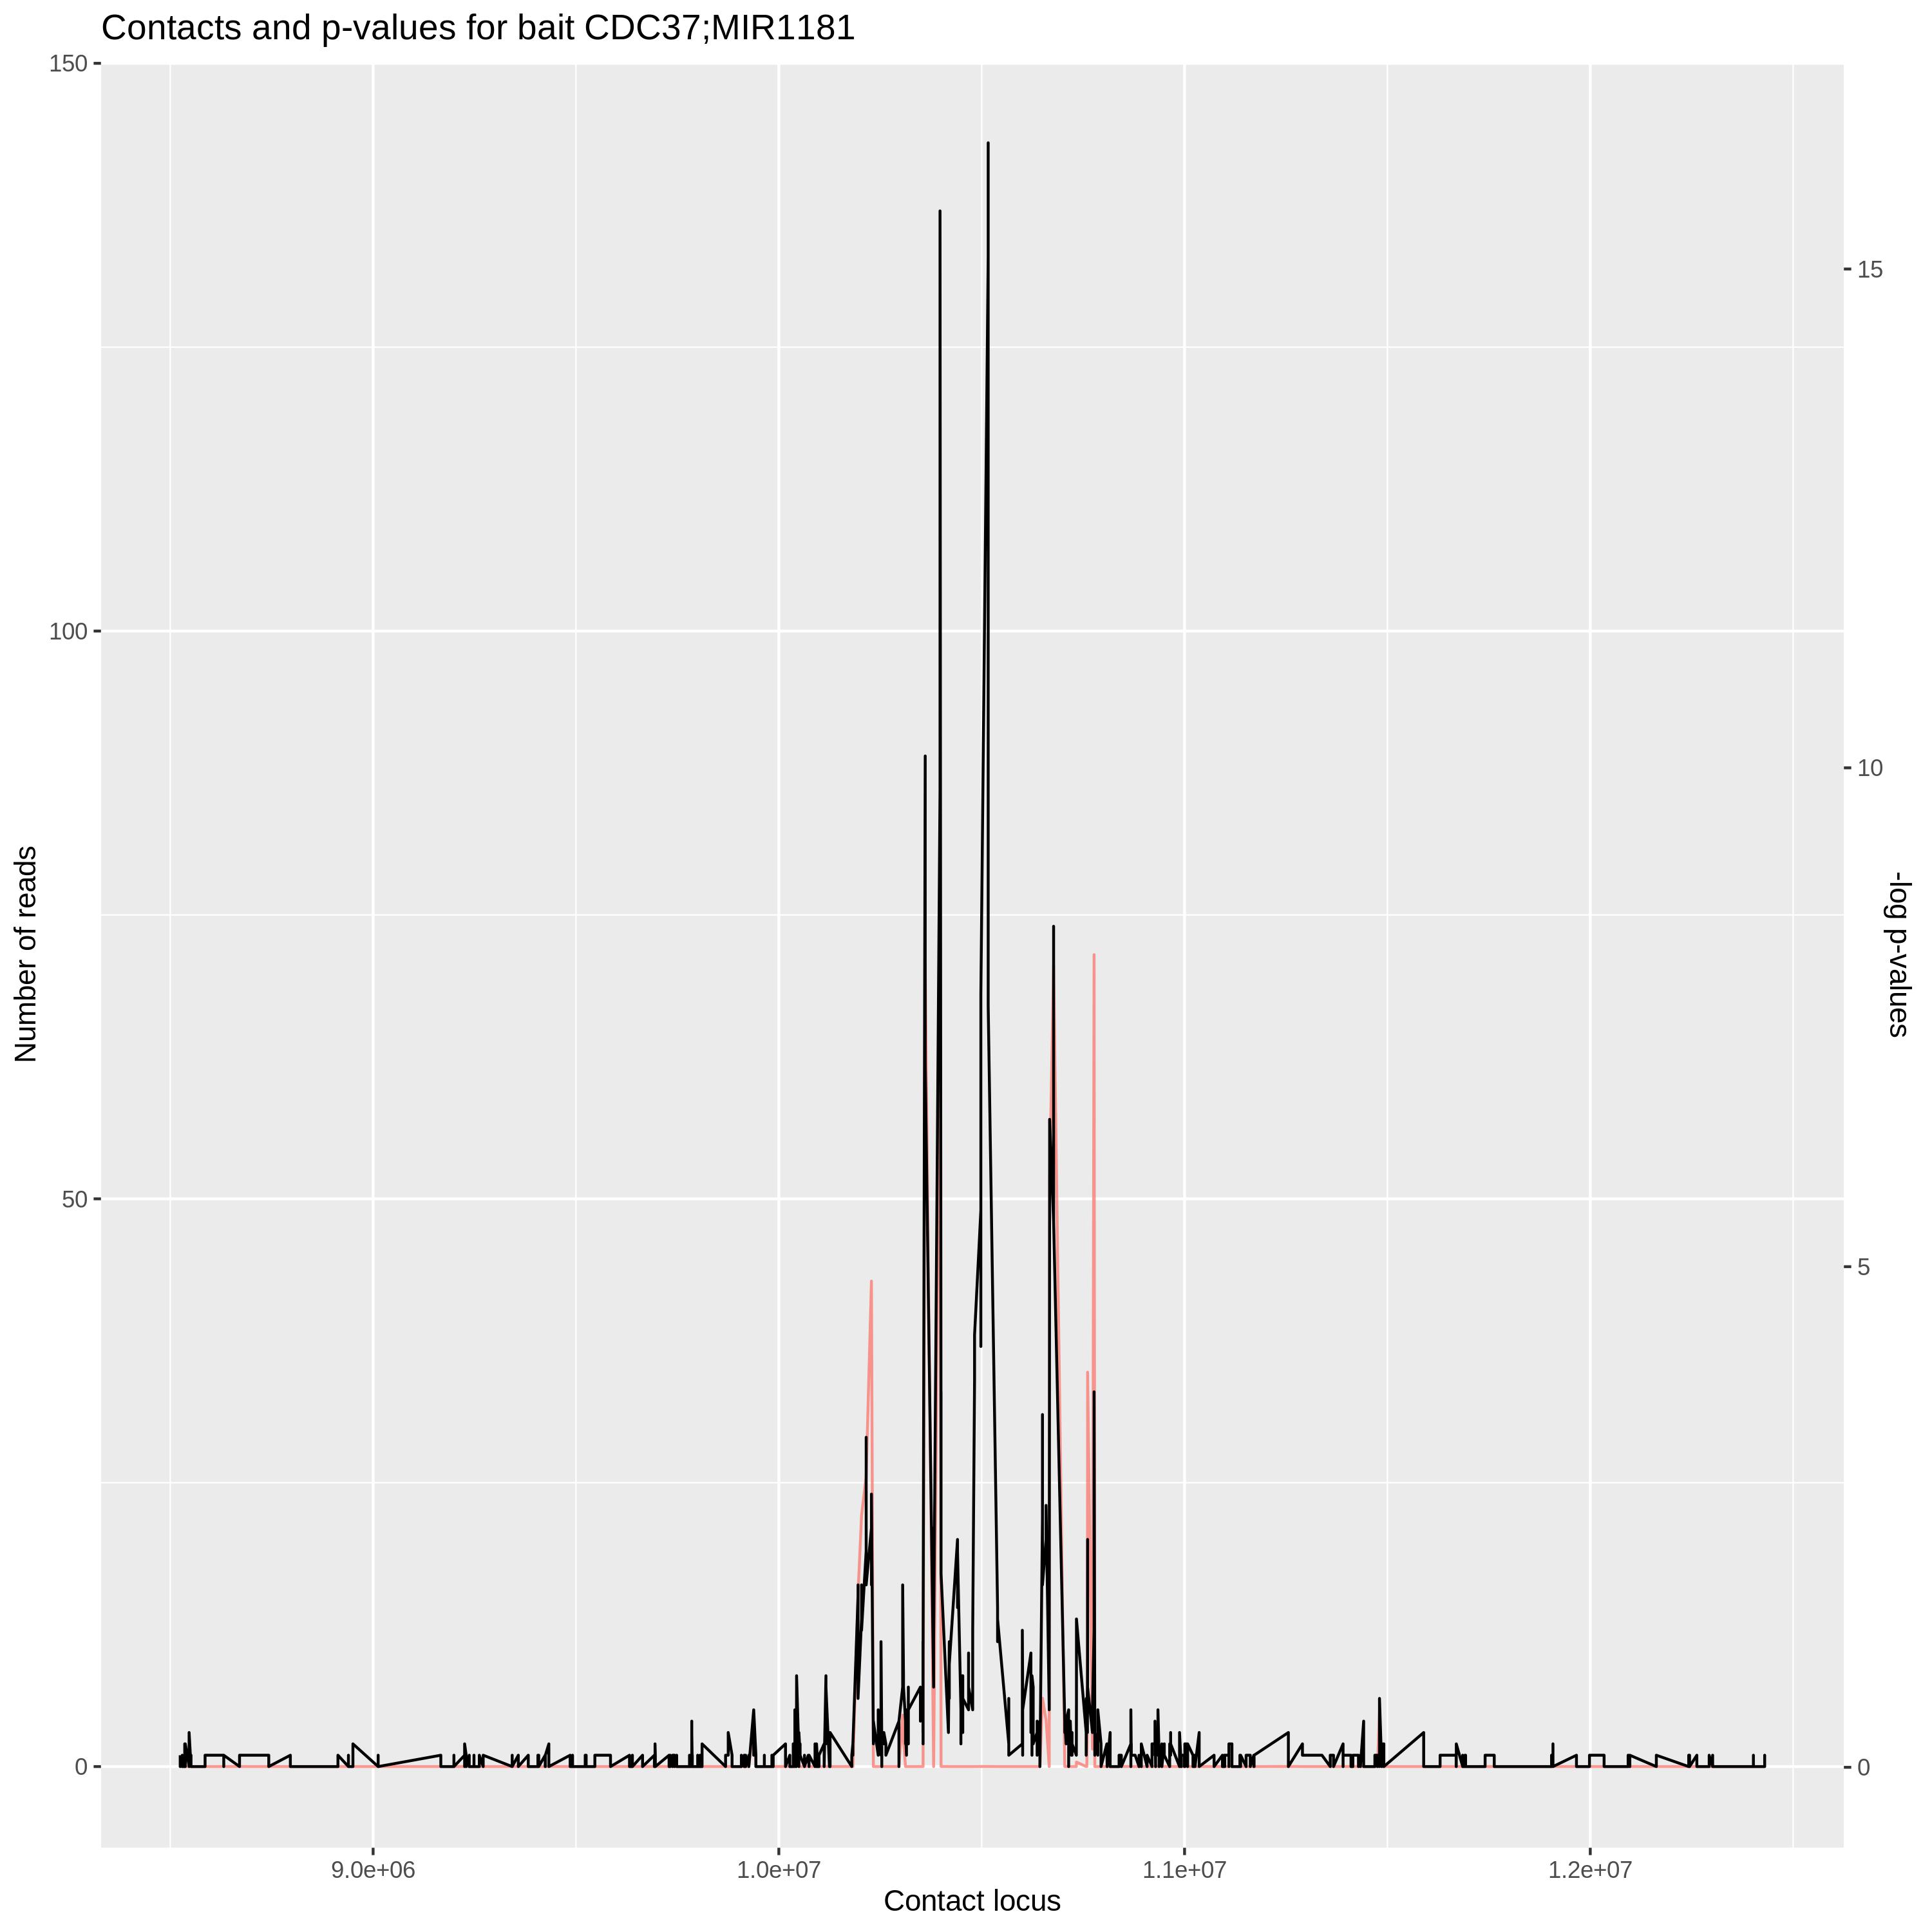 Contacts and p-values for bait CDC37;MIR1181
150
100
50
0
Number of reads
15
10
5
0
-log p-values
9.0e+06
1.0e+07
1.1e+07
1.2e+07
Contact locus